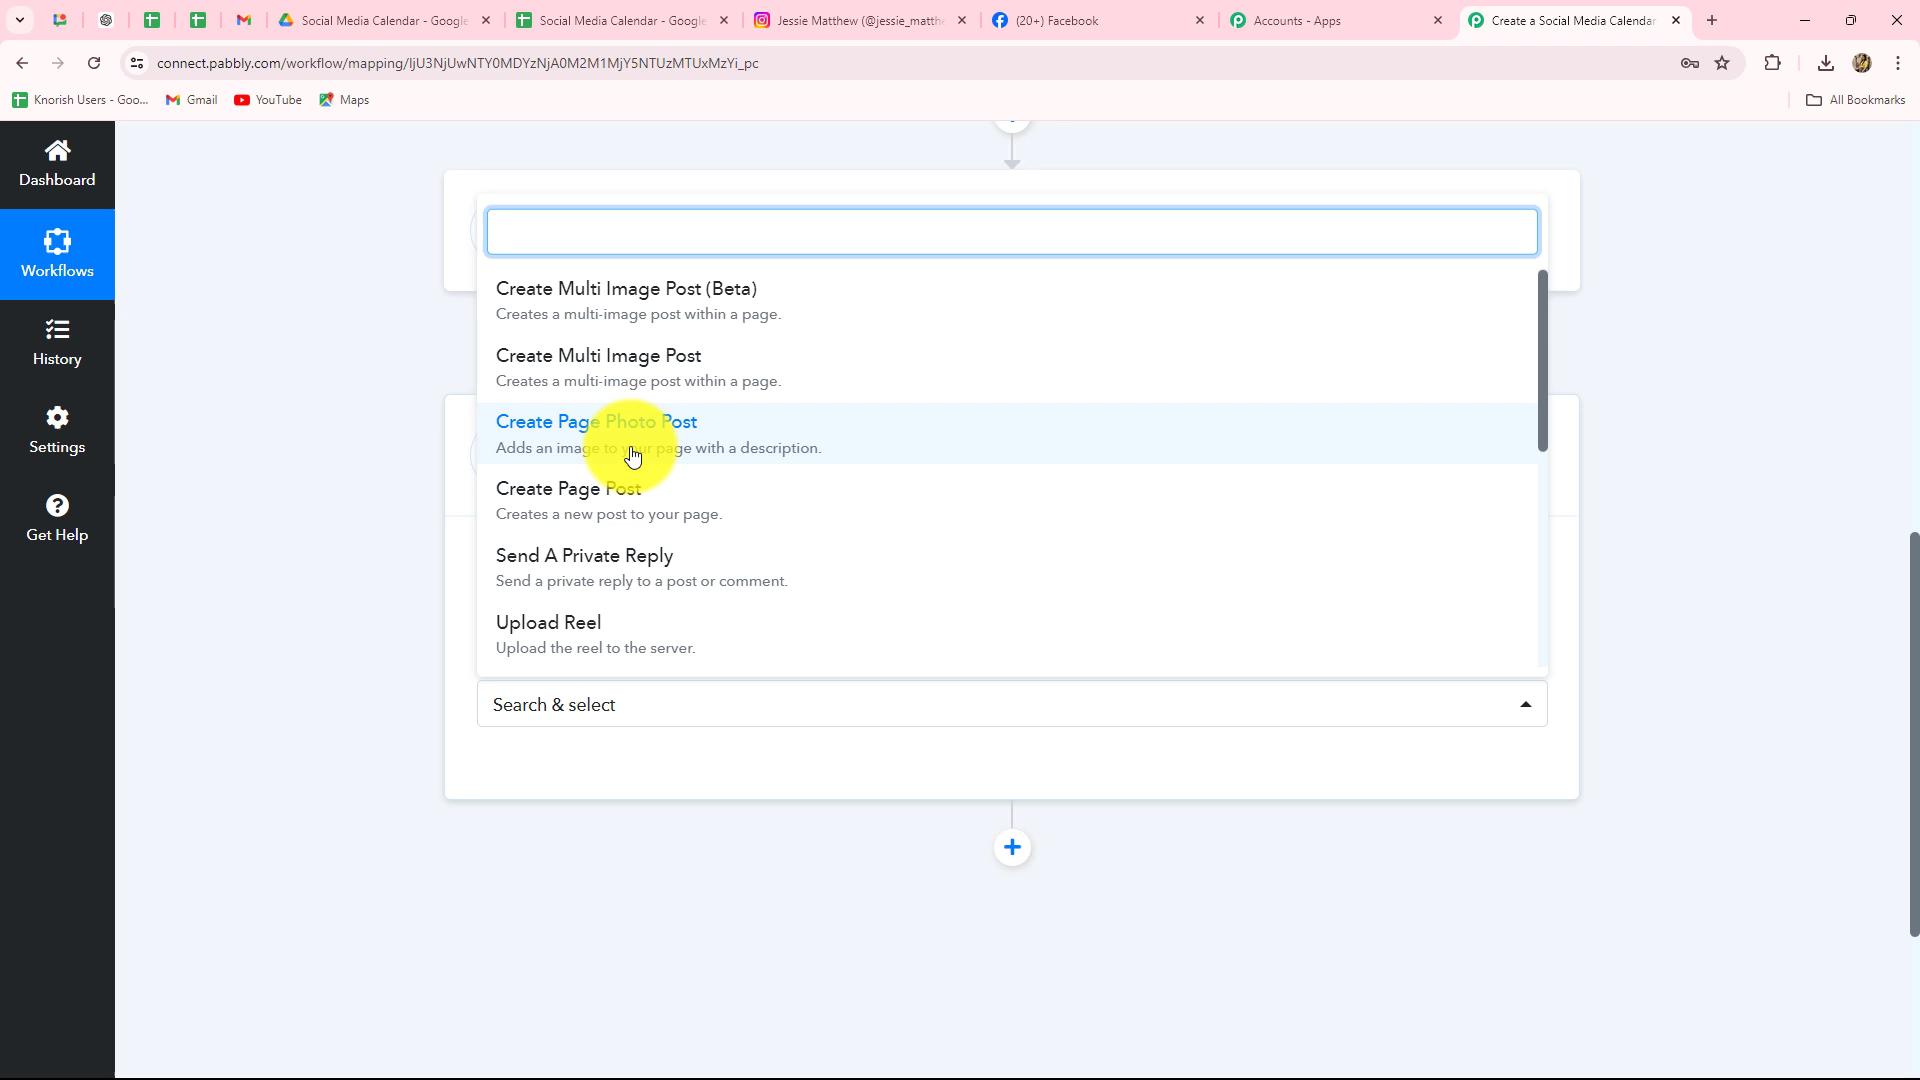 Social Media Calendar - Google
Social Media Calendar - Google
Jessie Matthew (@jessie_matthe
(20+) Facebook
Accounts - Apps
Create a Social Media Calendar
connect.pabbly.com/workflow/mapping/IjU3NjUwNTY0MDYzNjA0M2M1MjY5NTUzMTUxMzYi_pc
Knorish Users - Goo...
Gmail
YouTube
Maps
All Bookmarks
Dashboard
Workflows
History
Settings
Get Help
Create Multi Image Post (Beta)
Creates a multi-image post within a page.
Create Multi Image Post
Creates a multi-image post within a page.
Create Page Photo Post
Adds an image to your page with a description.
Create Page Post
Creates a new post to your page.
Send A Private Reply
Send a private reply to a post or comment.
Upload Reel
Upload the reel to the server.
Search & select